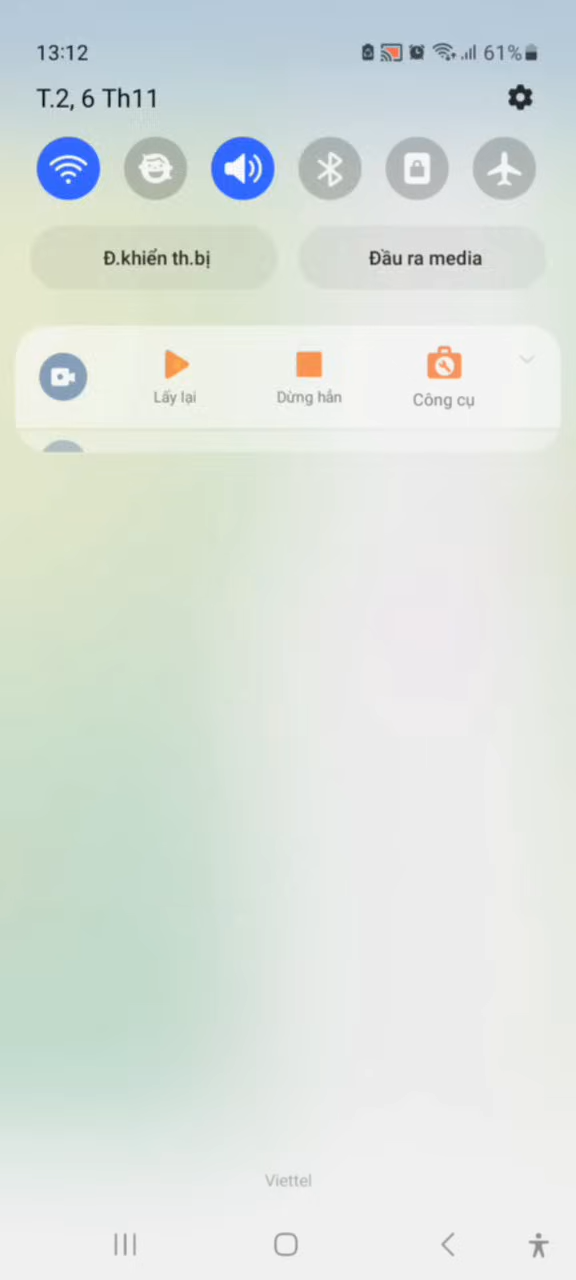 13:12 61%
T.2, 6 Th11
Đ.khiển th.bị Đầu ra media
Lấy lại Dừng hẳn Công cụ
Viettel